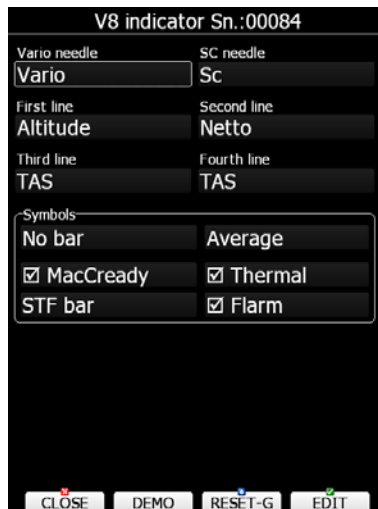 V8 indicator Sn.:00084
Vario needle SC needle
Vario Sc
First line Second line
Altitude Netto
Third line Fourth line
TAS TAS
Symbols
No bar Average
☑ MacCready ☑ Thermal
STF bar ☑ Flarm
CLOSE DEMO RESET-G EDIT